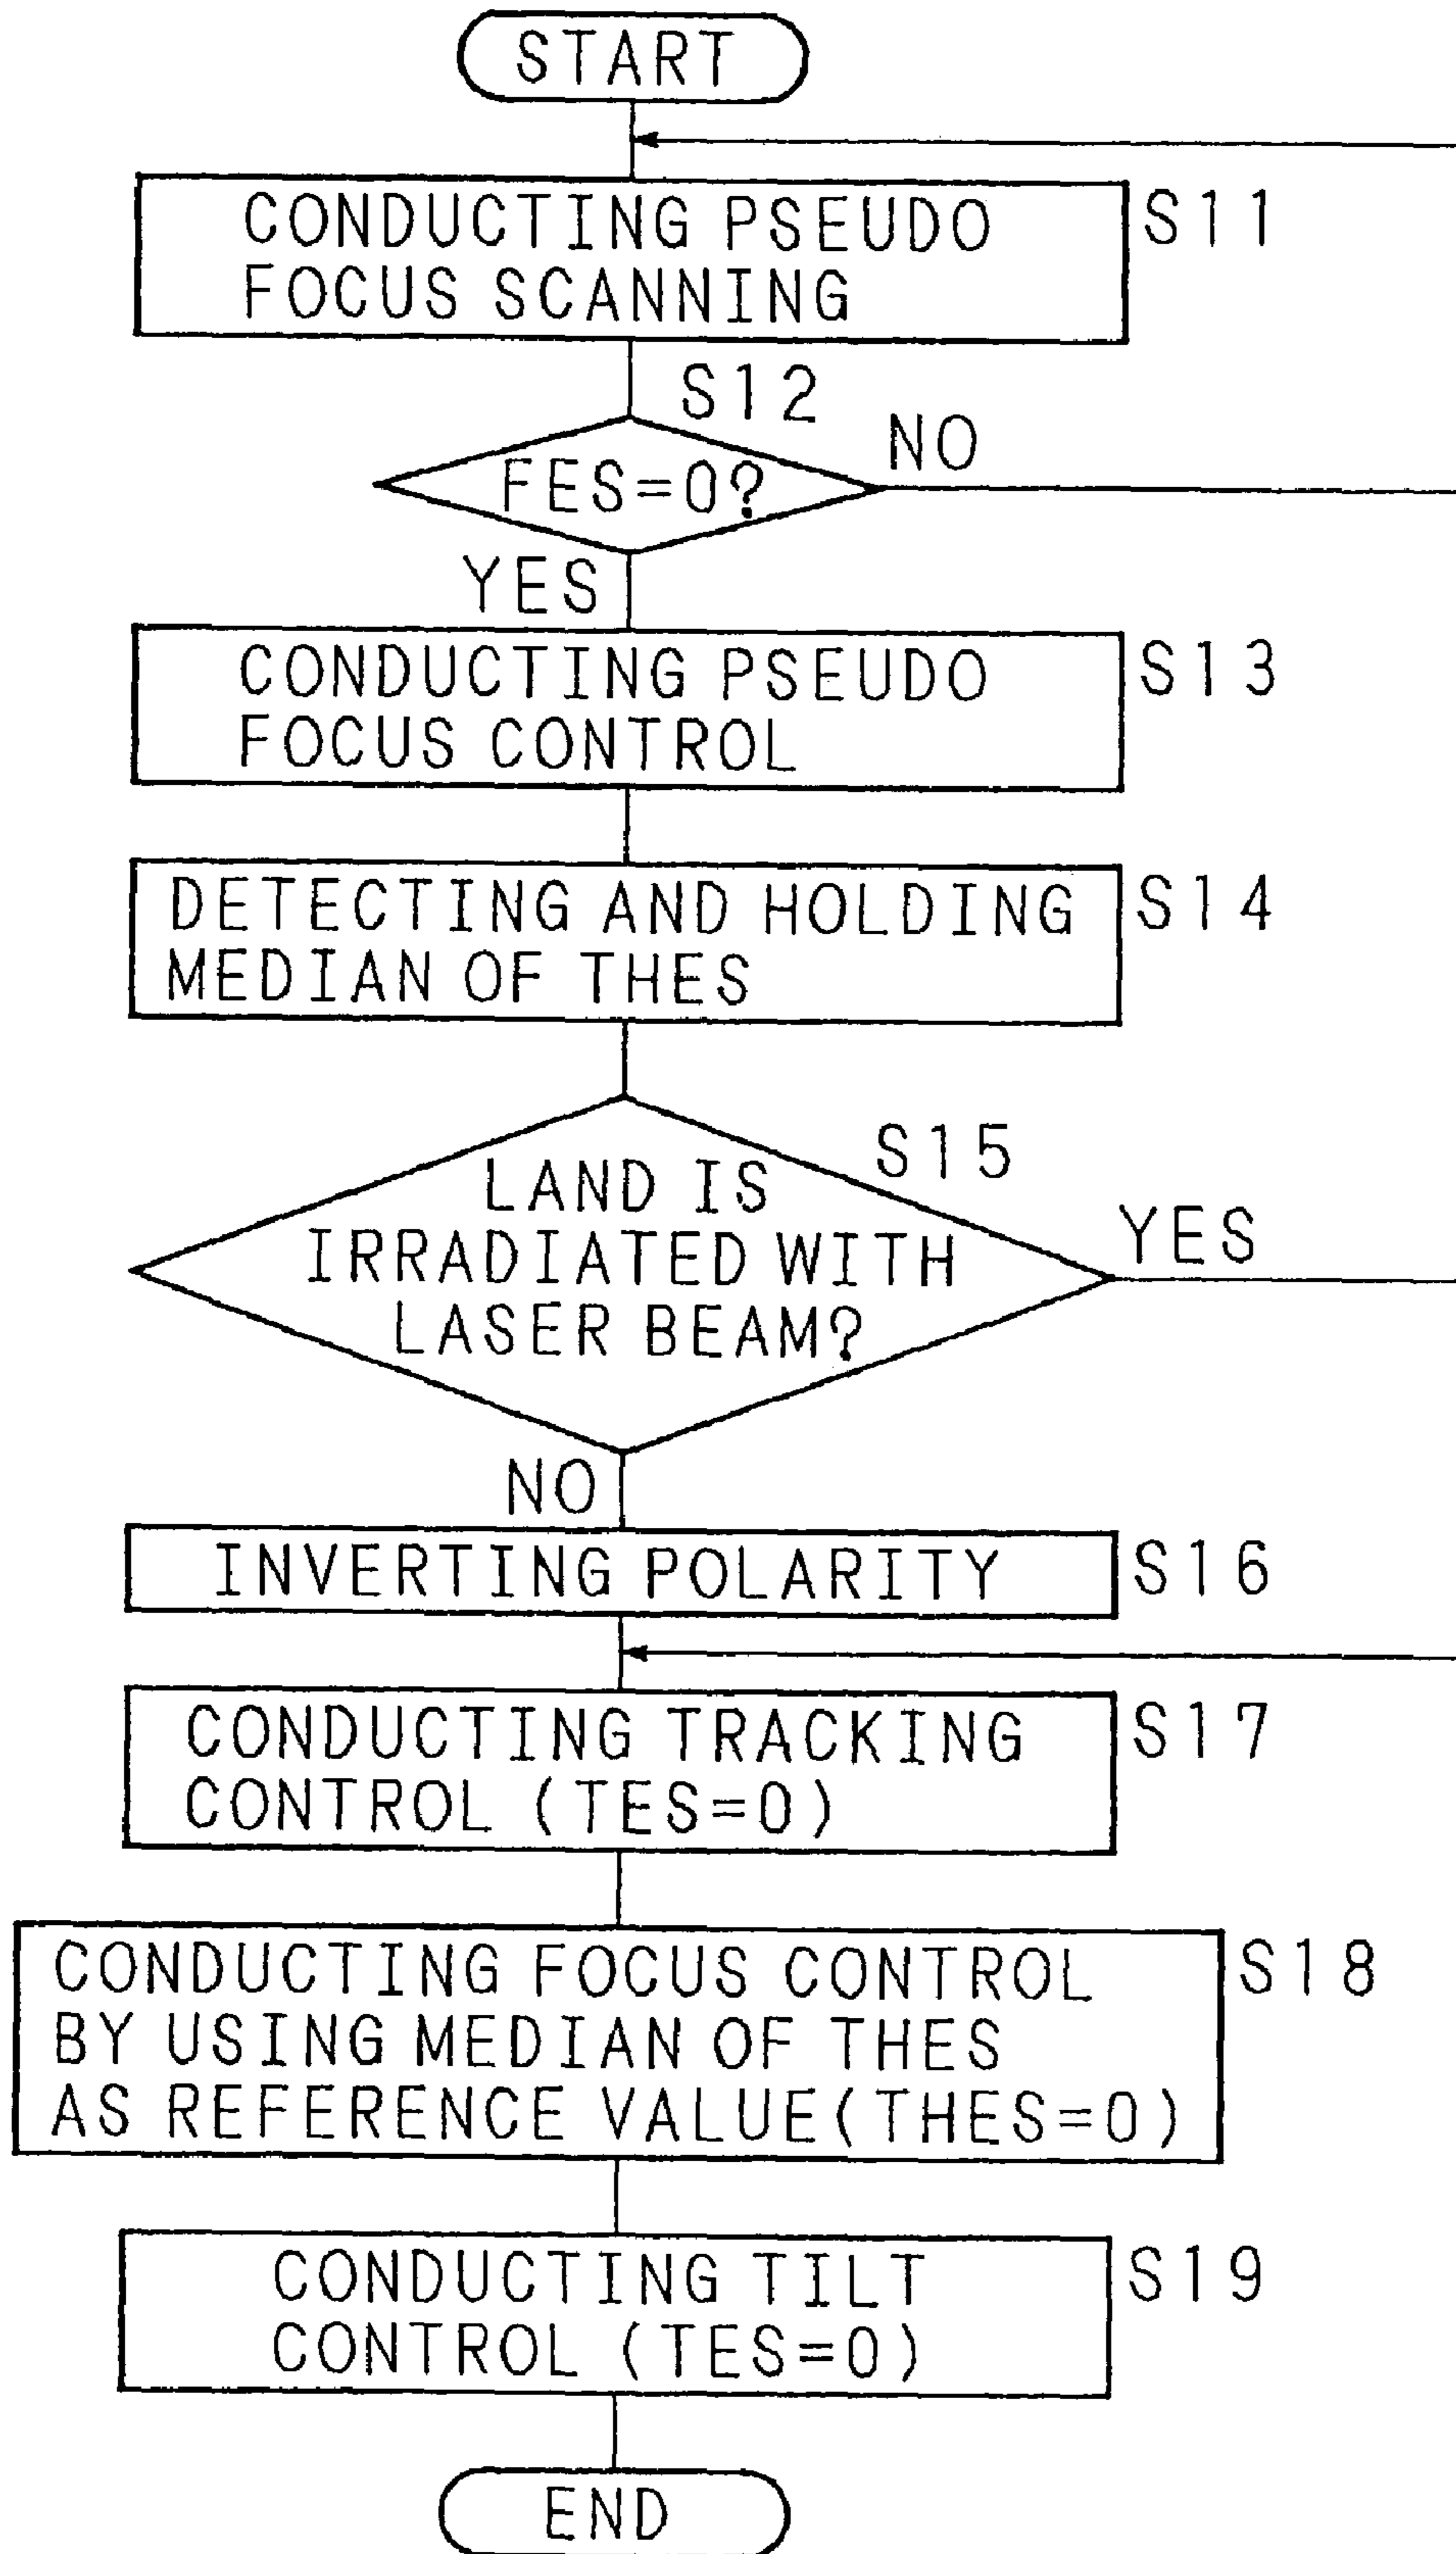 START
CONDUCTING PSEUDO
FOCUS SCANNING
S11
S12
FES=0?
NO
YES
CONDUCTING PSEUDO
FOCUS CONTROL
S13
DETECTING AND HOLDING
MEDIAN OF THES
S14
S15
LAND IS
IRRADIATED WITH
LASER BEAM?
YES
NO
INVERTING POLARITY
S16
CONDUCTING TRACKING
CONTROL (TES=0)
S17
CONDUCTING FOCUS CONTROL
BY USING MEDIAN OF THES
AS REFERENCE VALUE(THES=0)
S18
CONDUCTING TILT
CONTROL (TES=0)
S19
END